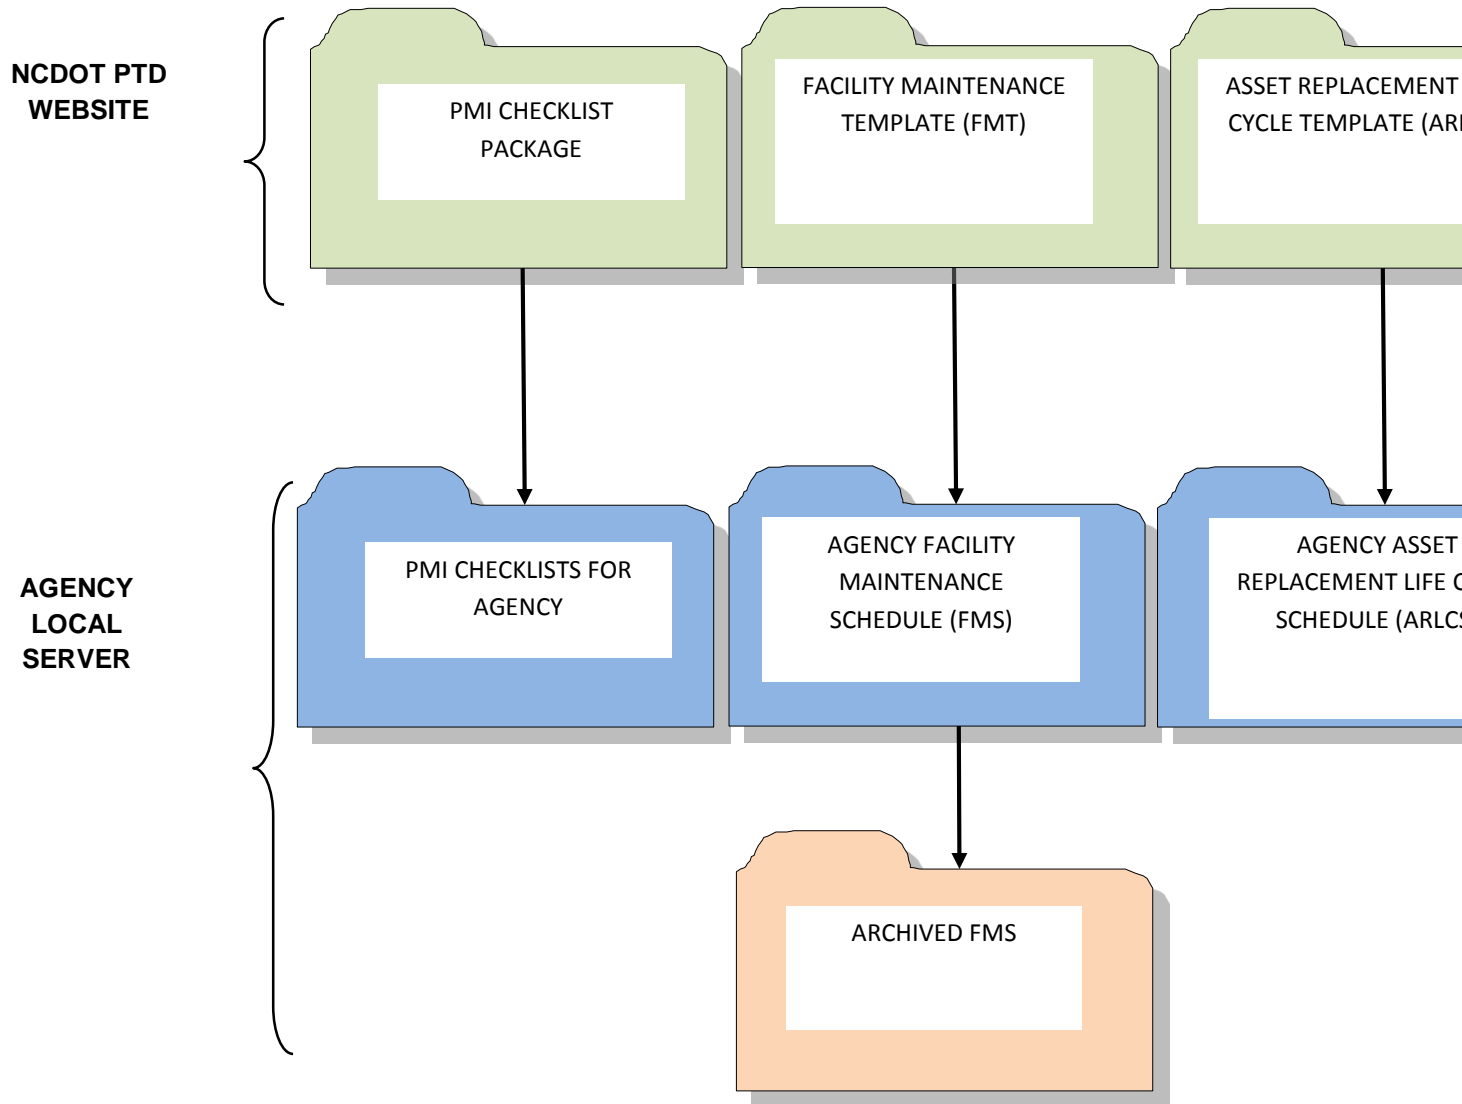 NCDOT PTD
WEBSITE
PMI CHECKLIST
PACKAGE
FACILITY MAINTENANCE
TEMPLATE (FMT)
ASSET REPLACEMENT
CYCLE TEMPLATE
AGENCY
LOCAL
SERVER
PMI CHECKLISTS FOR
AGENCY
AGENCY FACILITY
MAINTENANCE
SCHEDULE (FMS)
AGENCY ASSET
REPLACEMENT LIFE
SCHEDULE
ARCHIVED FMS